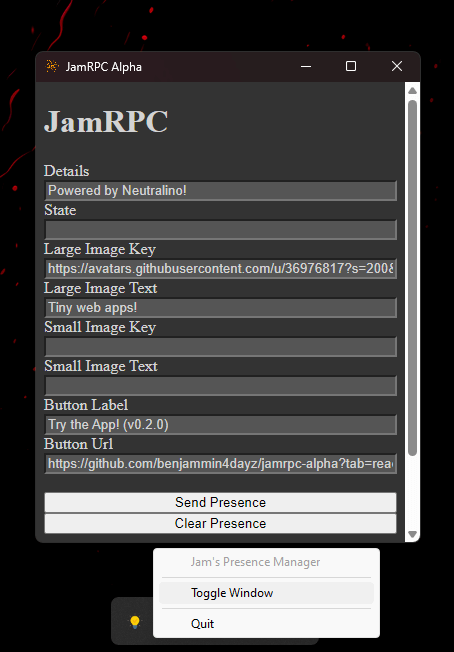 JamRPC Alpha
JamRPC
Details
Powered by Neutralino!
State
Large Image Key
https://avatars.githubusercontent.com/u/36976817?s=200&
Large Image Text
Tiny web apps!
Small Image Key
Small Image Text
Button Label
Try the App! (v0.2.0)
Button Url
https://github.com/benjammin4dayz/jamrpc-alpha?tab=rea
Send Presence
Clear Presence
Jam's Presence Manager
Toggle Window
Quit